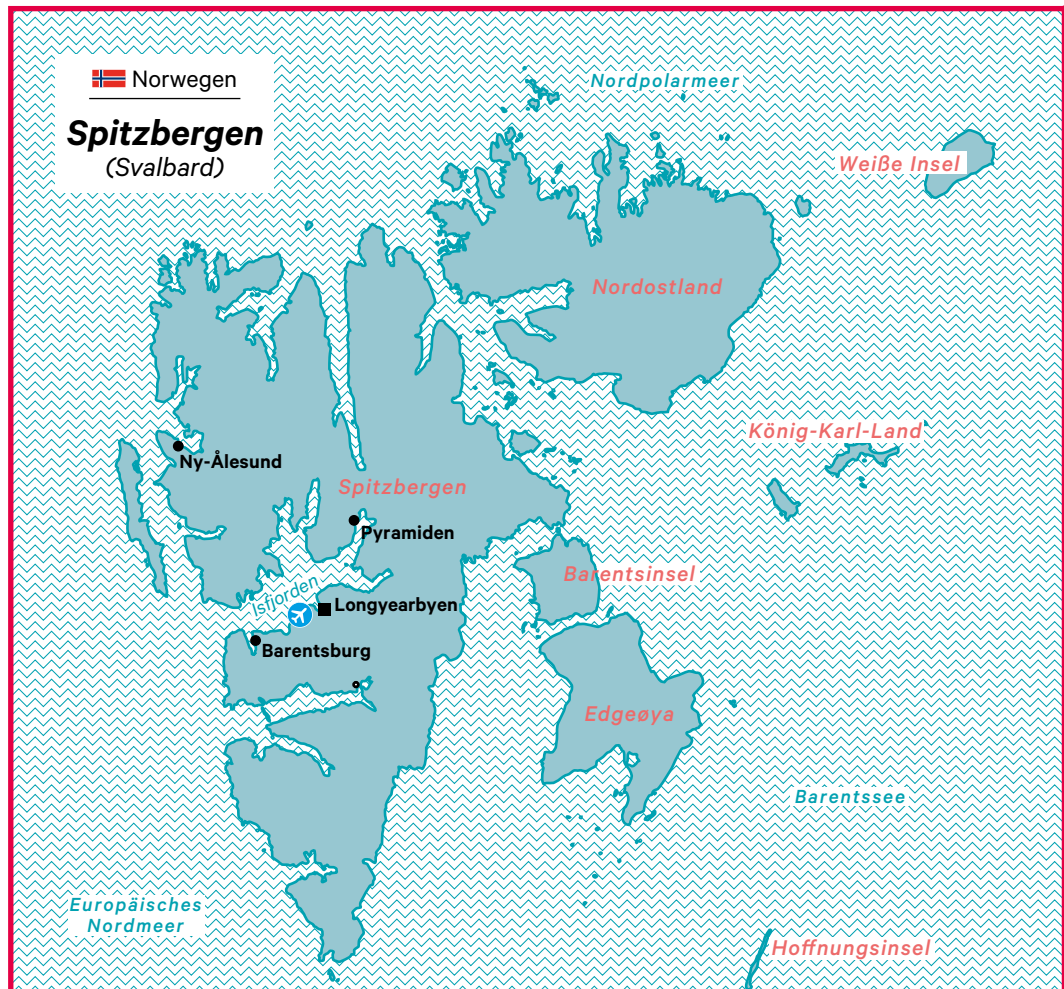 Norwegen
Spitzbergen
(Svalbard)
Nordpolarmeer
Weiße Insel
Nordostland
König-Karl-Land
Ny-Ålesund
Spitzbergen
Pyramiden
Isfjorden
Barentsinsel
Longyearbyen
Barentsburg
Edgeøya
Barentssee
Europäisches
Nordmeer
Hoffnungsinsel